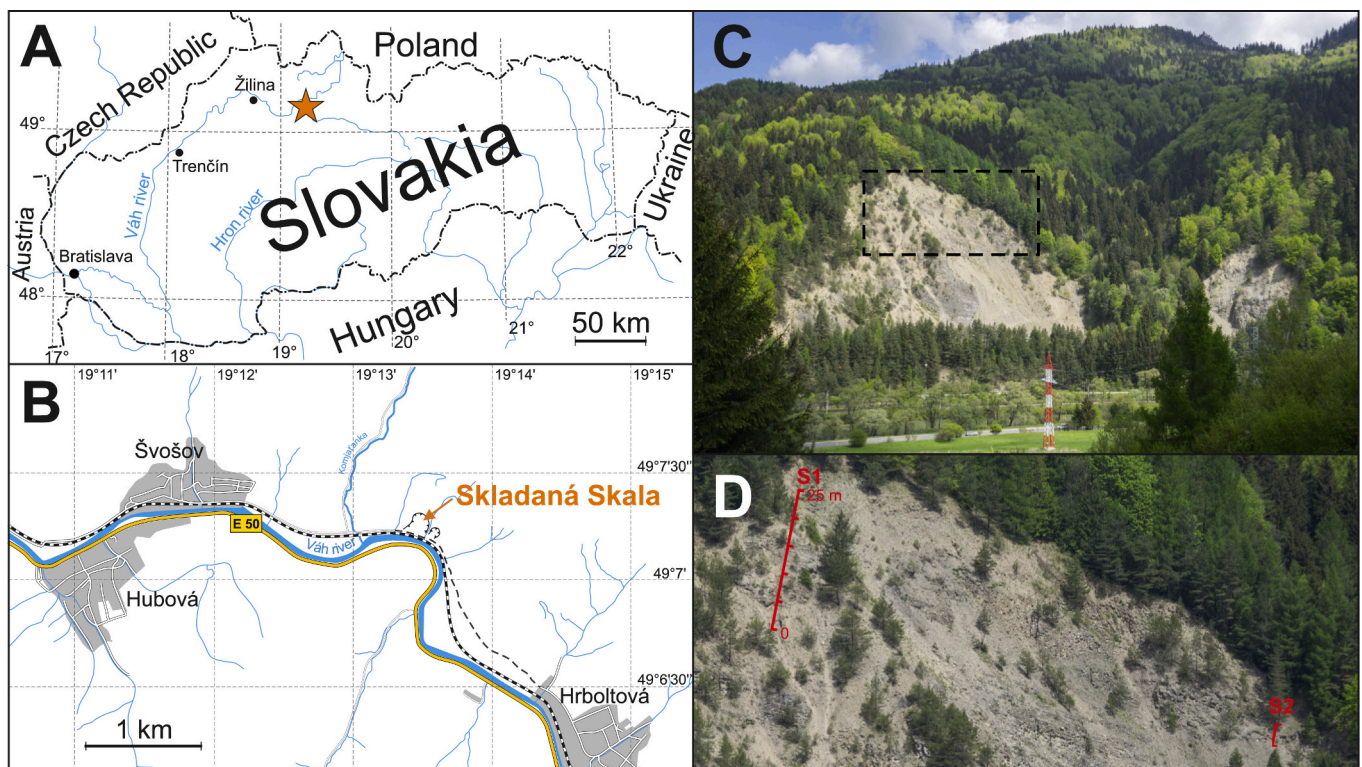 A
Czech Republic
Poland
Žilina
49°
Trenčín
Slovakia
Ukraine
Váh river
Hron river
Austria
Bratislava
22°
48°
Hungary
21°
50 km
17°
18°
19°
20°
B
19°11'
19°12'
19°13'
19°14'
19°15'
Švošov
Komjatanka
49°7'30"
Skladaná Skala
E 50
Váh river
49°7'
Hubová
49°6'30"
Hrboltová
1 km
C
D
S1
25 m
0
S2